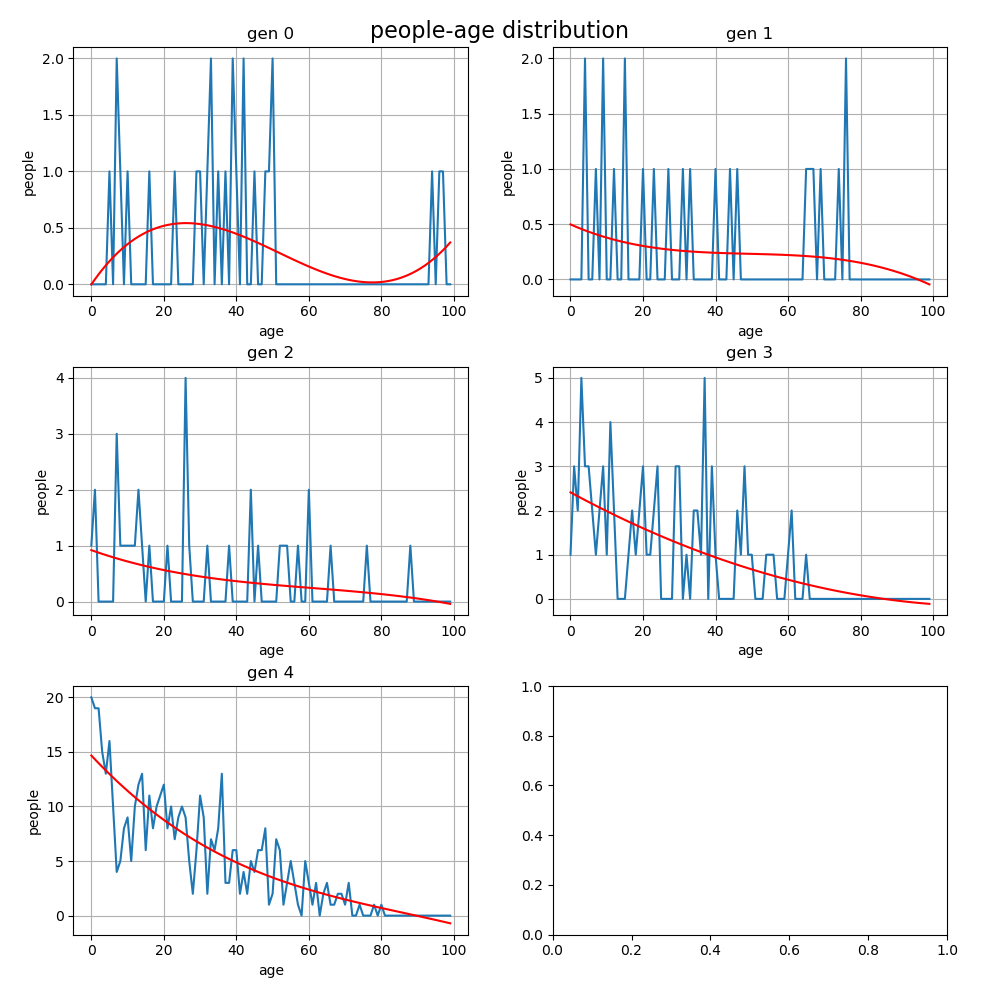 people-age distribution
gen 0
2.0
1.5
1.0
0.5
0.0
people
0 20 40 60 80 100
age
gen 1
2.0
1.5
1.0
0.5
0.0
people
0 20 40 60 80 100
age
gen 2
4
3
2
1
0
people
0 20 40 60 80 100
age
gen 3
5
4
3
2
1
0
people
0 20 40 60 80 100
age
gen 4
20
15
10
5
0
people
0 20 40 60 80 100
age
1.0
0.8
0.6
0.4
0.2
0.0
0.0 0.2 0.4 0.6 0.8 1.0